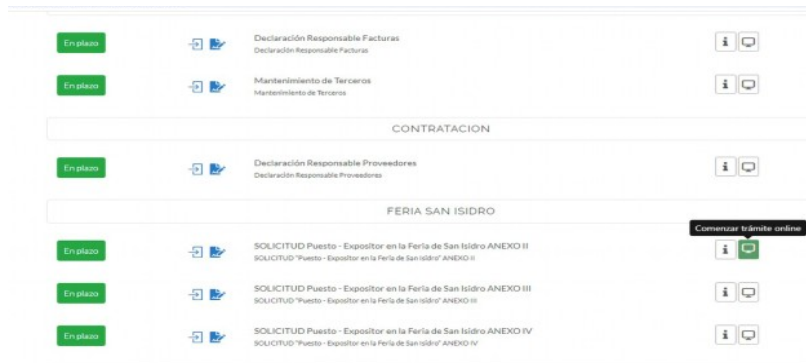 En plazo
Declaración Responsable Facturas
Declaración Responsable Facturas
En plazo
Mantenimiento de Terceros
Mantenimiento de Terceros
CONTRATACION
En plazo
Declaración Responsable Proveedores
Declaración Responsable Proveedores
FERIA SAN ISIDRO
Comenzar trámite online
En plazo
SOLICITUD Puesto - Expositor en la Feria de San Isidro ANEXO II
SOLICITUD "Puesto - Expositor en la Feria de San Isidro" ANEXO II
En plazo
SOLICITUD Puesto - Expositor en la Feria de San Isidro ANEXO III
SOLICITUD "Puesto - Expositor en la Feria de San Isidro" ANEXO III
En plazo
SOLICITUD Puesto - Expositor en la Feria de San Isidro ANEXO IV
SOLICITUD "Puesto - Expositor en la Feria de San Isidro" ANEXO IV